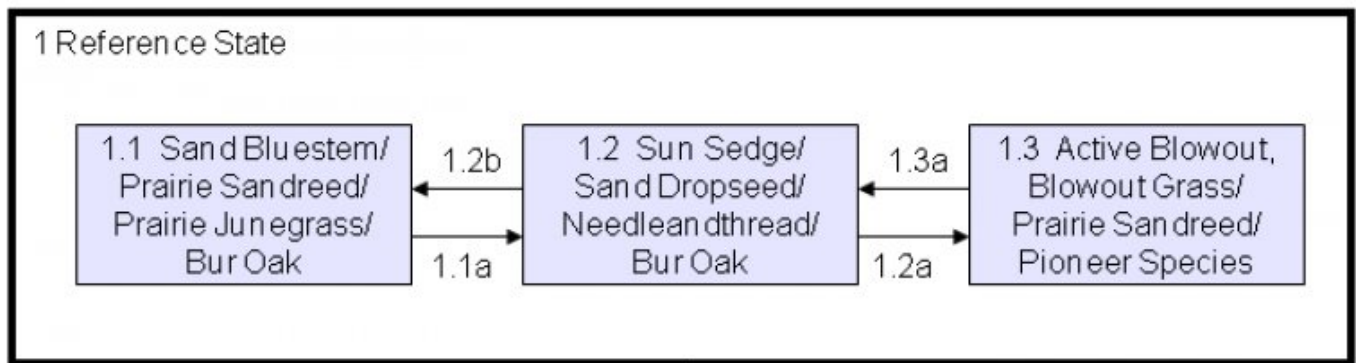 1 Reference State
1.1 Sand Bluestem/
Prairie Sandreed/
Prairie Junegrass/
Bur Oak
1.2b
1.1a
1.2 Sun Sedge/
Sand Dropseed/
Needleandthread/
Bur Oak
1.3a
1.2a
1.3 Active Blowout,
Blowout Grass/
Prairie Sandreed/
Pioneer Species